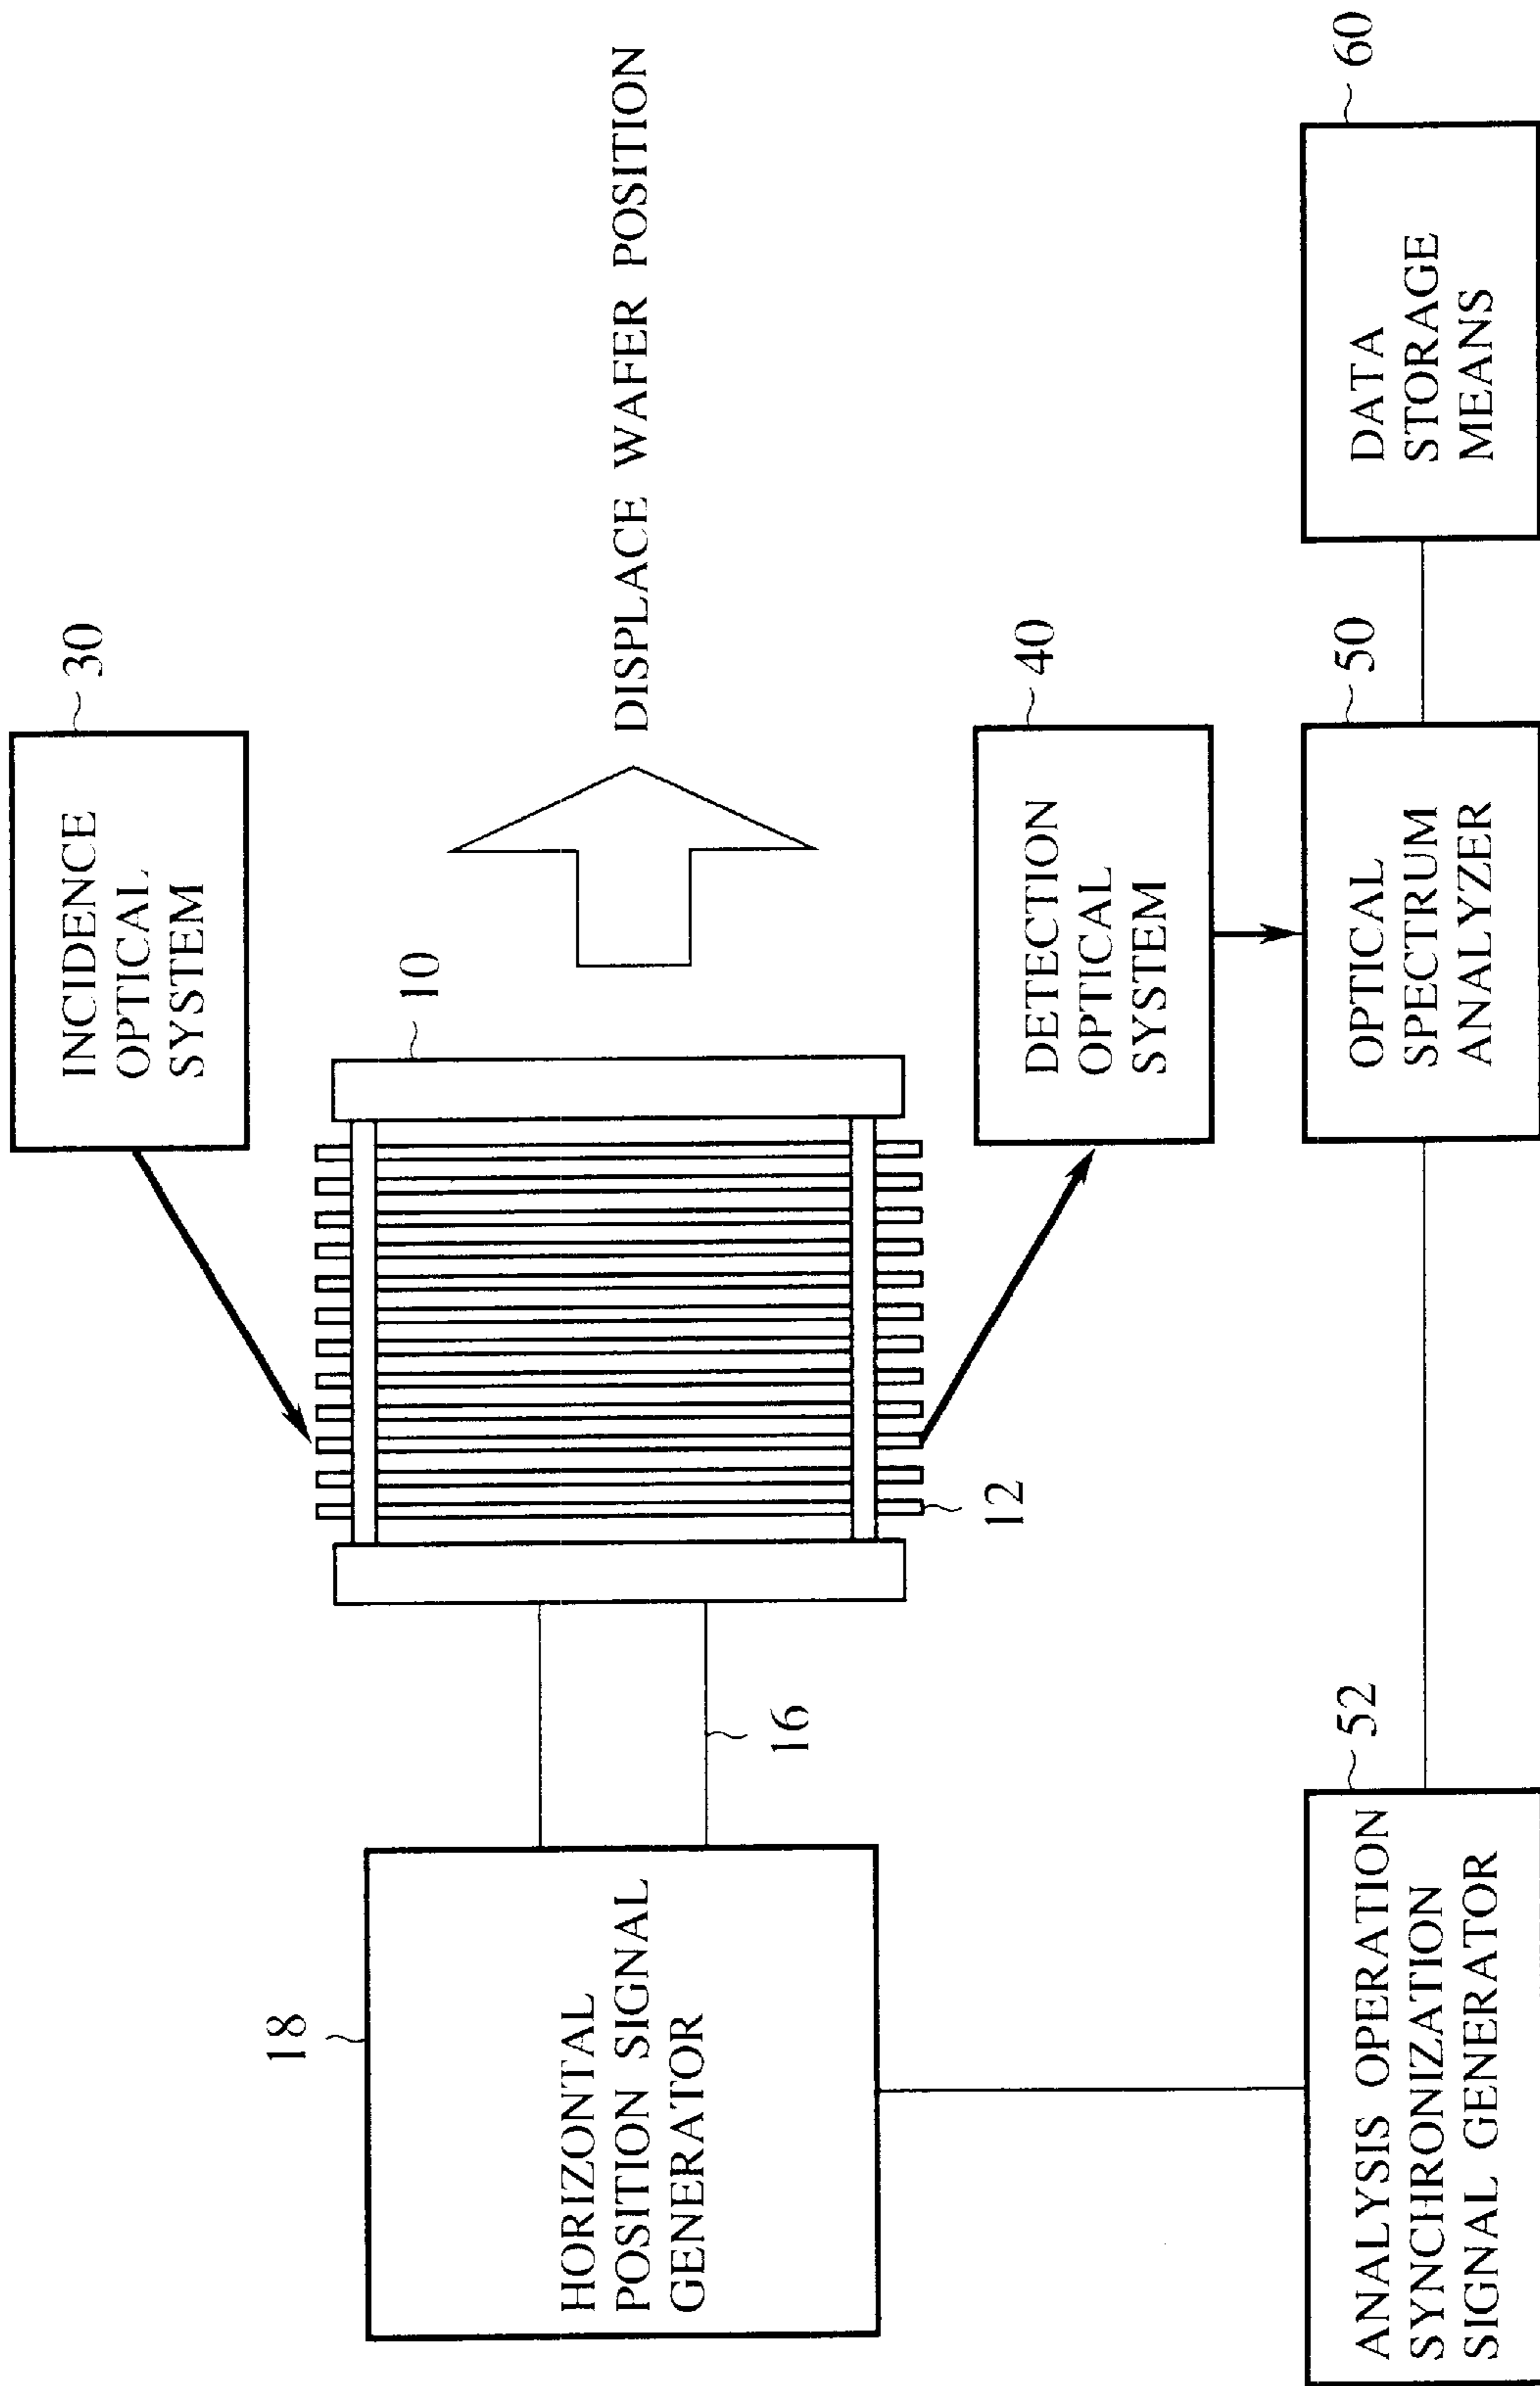 INCIDENCE
OPTICAL
SYSTEM
30
10
DISPLACE WAFER POSITION
18
HORIZONTAL
POSITION SIGNAL
GENERATOR
16
12
DETECTION
OPTICAL
SYSTEM
40
ANALYSIS OPERATION
SYNCHRONIZATION
SIGNAL GENERATOR
52
OPTICAL
SPECTRUM
ANALYZER
50
DATA
STORAGE
MEANS
60